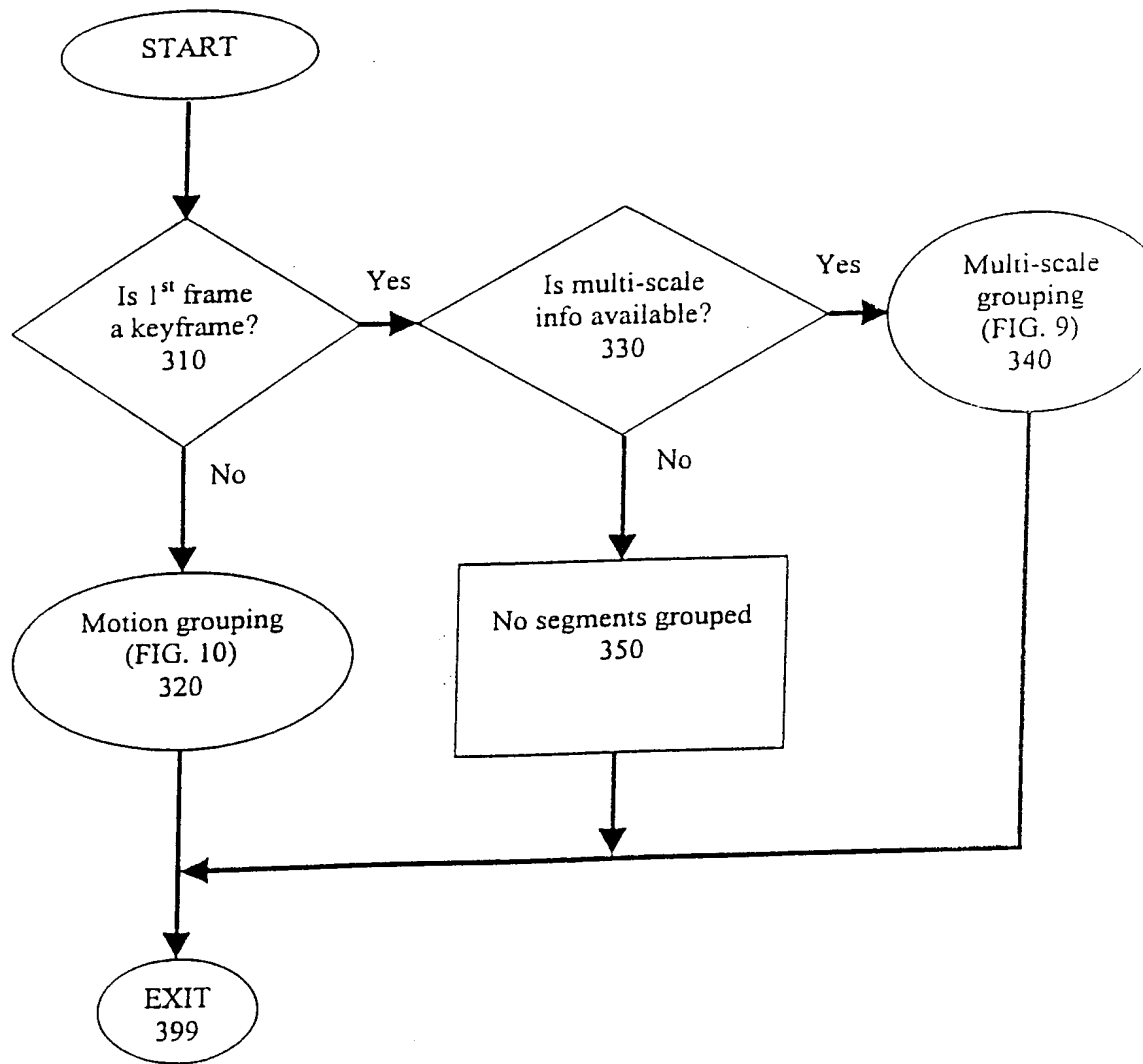 START
Is 1st frame
a keyframe?
310
Yes
Is multi-scale
info available?
330
Yes
Multi-scale
grouping
(FIG. 9)
340
No
No
Motion grouping
(FIG. 10)
320
No segments grouped
350
EXIT
399